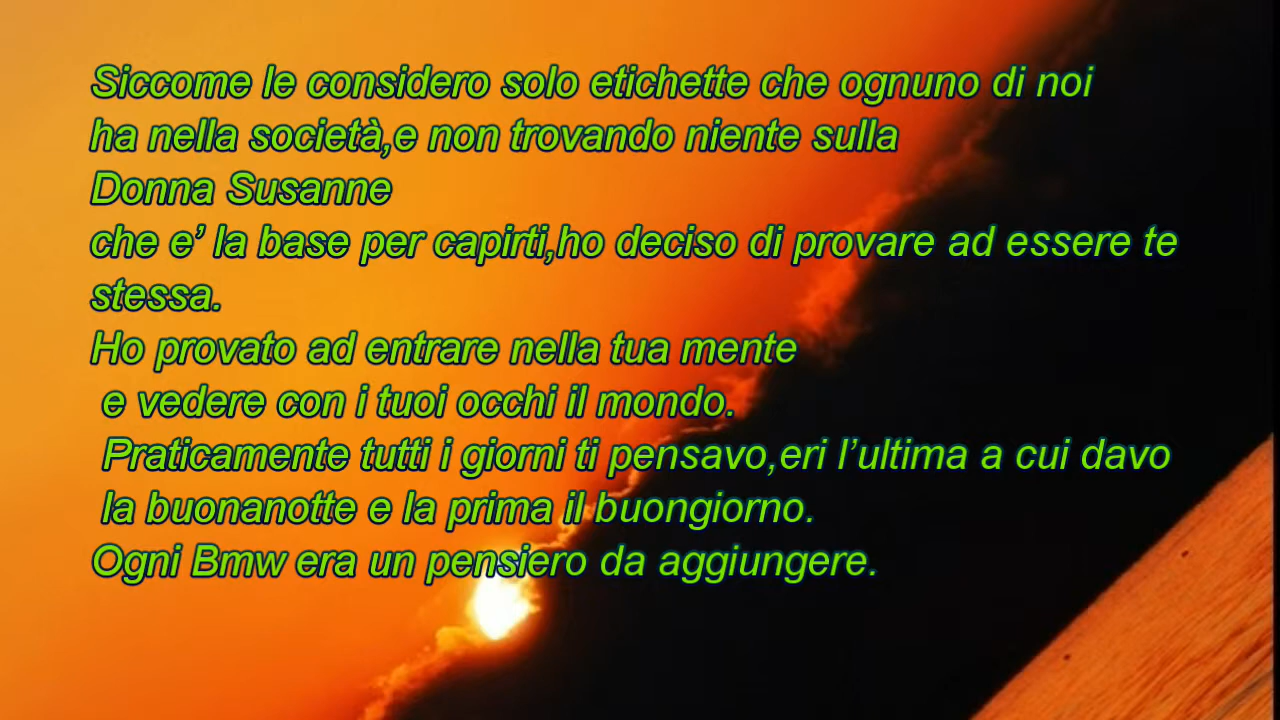 Siccome le considero solo etichette che ognuno di noi
ha nella società,e non trovando niente sulla
Donna Susanne
che e’ la base per capirti,ho deciso di provare ad essere te
stessa.
Ho provato ad entrare nella tua mente
e vedere con i tuoi occhi il mondo.
Praticamente tutti i giorni ti pensavo,eri l’ultima a cui davo
la buonanotte e la prima il buongiorno.
Ogni Bmw era un pensiero da aggiungere.